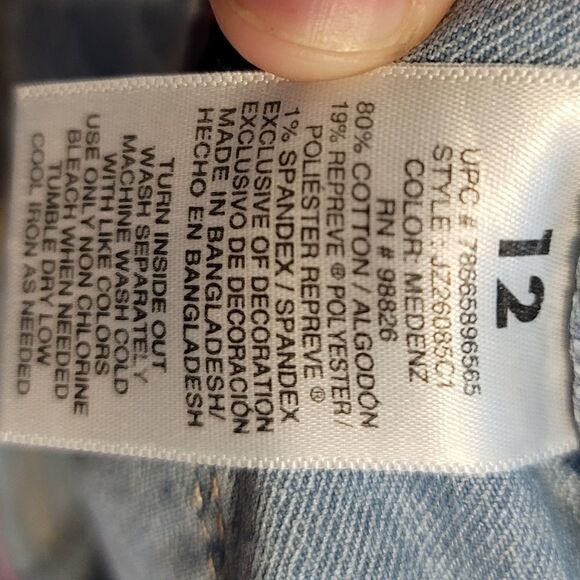 12
UPC # 78665896565
STYLE: JZ26085C1
COLOR: MEDENZ
RN # 98826
80% COTTON / ALGODÓN
19% REPREVE ® POLYESTER/
POLIÉSTER REPREVE ®
1% SPANDEX / SPANDEX
EXCLUSIVE OF DECORATION
EXCLUSIVO DE DECORACIÓN
MADE IN BANGLADESH/
HECHO EN BANGLADESH
TURN INSIDE OUT
WASH SEPARATELY
MACHINE WASH COLD
WITH LIKE COLORS
USE ONLY NON CHLORINE
BLEACH WHEN NEEDED
TUMBLE DRY LOW
COOL IRON AS NEEDED